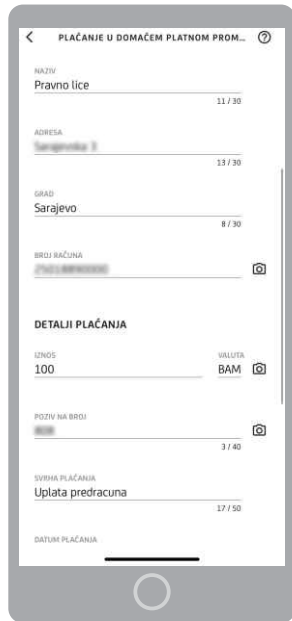 PLAĆANJE U DOMAĆEM PLATNOM PROM...
NAZIV
Pravno lice
11 / 30
ADRESA
13 / 30
GRAD
Sarajevo
8 / 30
BROJ RAČUNA
DETALJI PLAĆANJA
IZNOS VALUTA
100 BAM
POZIV NA BROJ
3 / 40
SVRHA PLAĆANJA
Uplata predracuna
17 / 50
DATUM PLAĆANJA